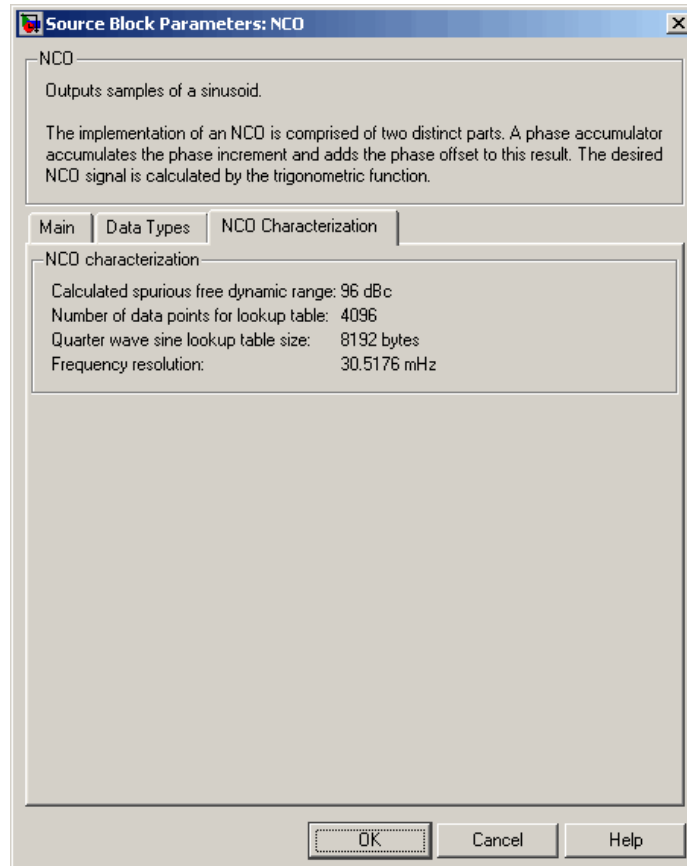 Source Block Parameters: NCO
NCO
Outputs samples of a sinusoid.
The implementation of an NCO is comprised of two distinct parts. A phase accumulator
accumulates the phase increment and adds the phase offset to this result. The desired
NCO signal is calculated by the trigonometric function.
Main Data Types NCO Characterization
NCO characterization
Calculated spurious free dynamic range: 96 dBc
Number of data points for lookup table: 4096
Quarter wave sine lookup table size: 8192 bytes
Frequency resolution: 30.5176 mHz
OK Cancel Help